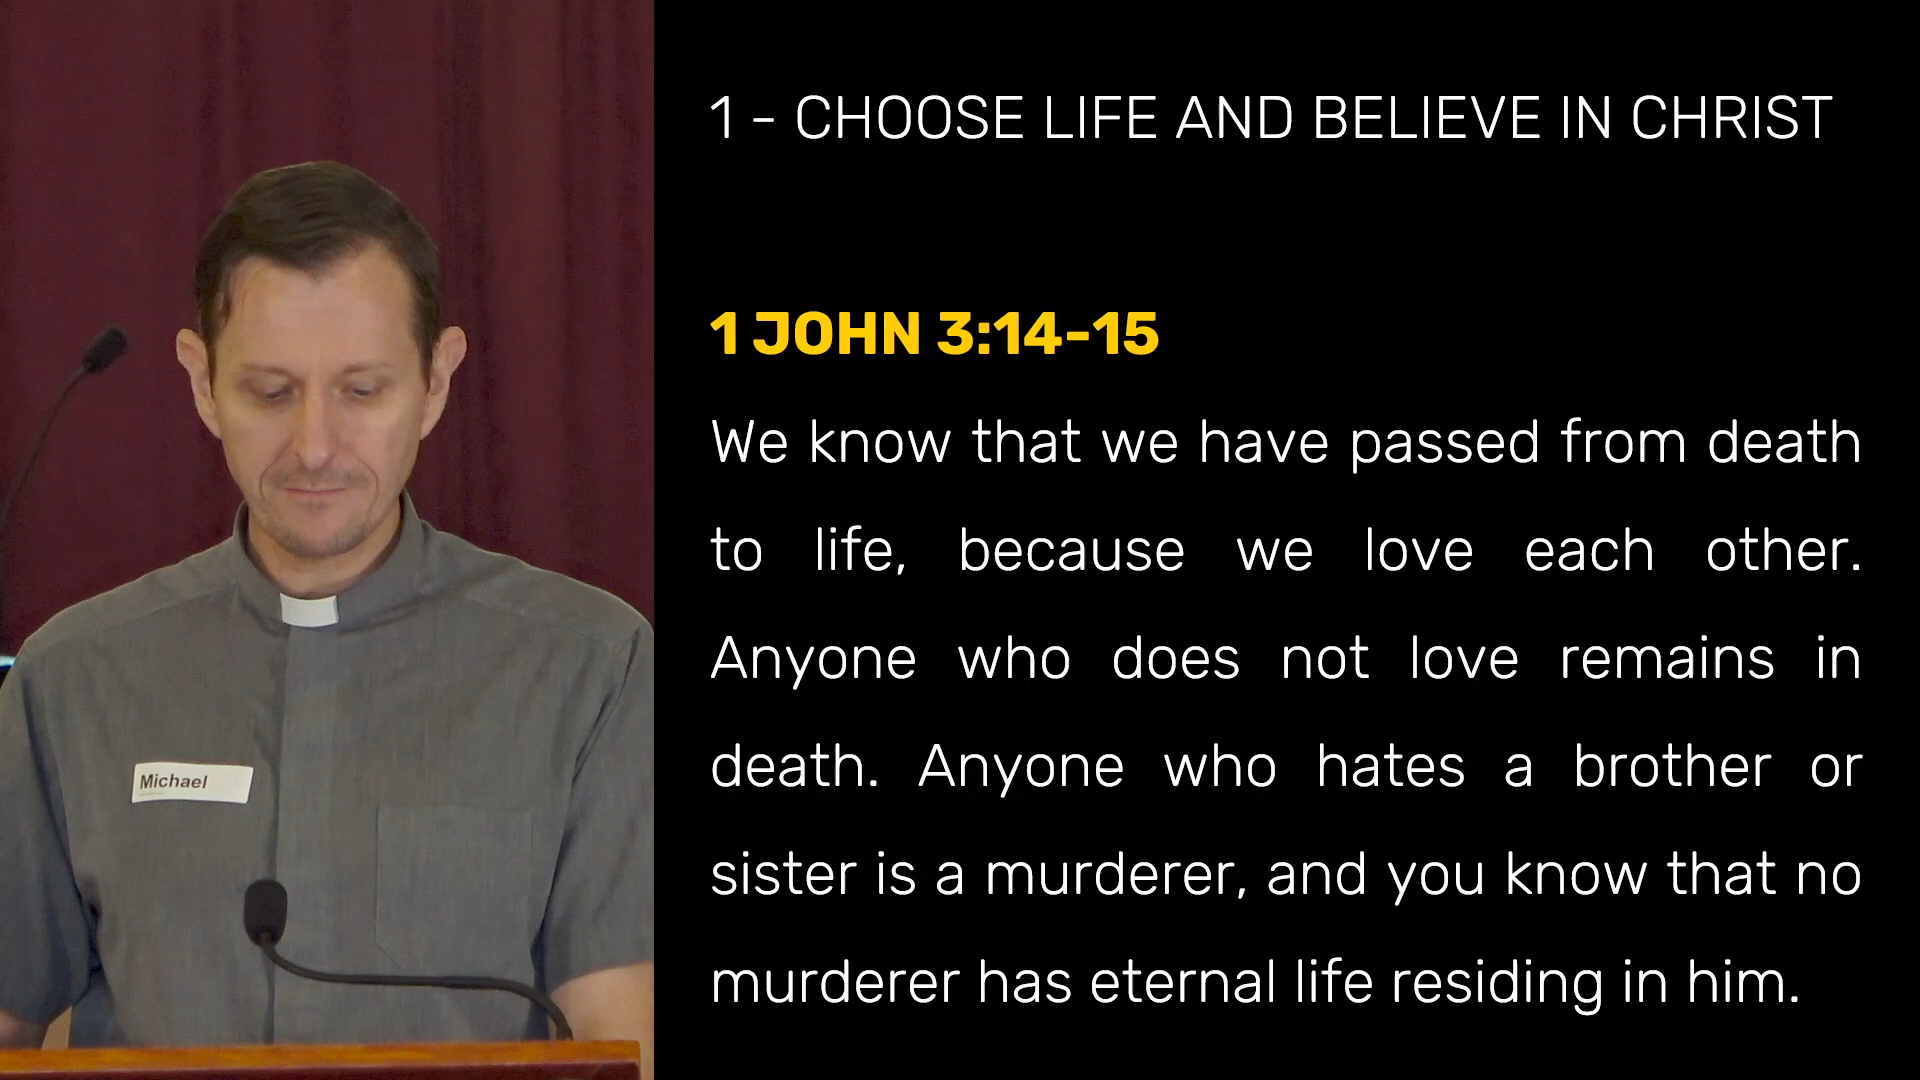 1 - CHOOSE LIFE AND BELIEVE IN CHRIST
1 JOHN 3:14-15
We know that we have passed from death
to life, because we love each other.
Anyone who does not love remains in
death. Anyone who hates a brother or
sister is a murderer, and you know that no
murderer has eternal life residing in him.
Michael